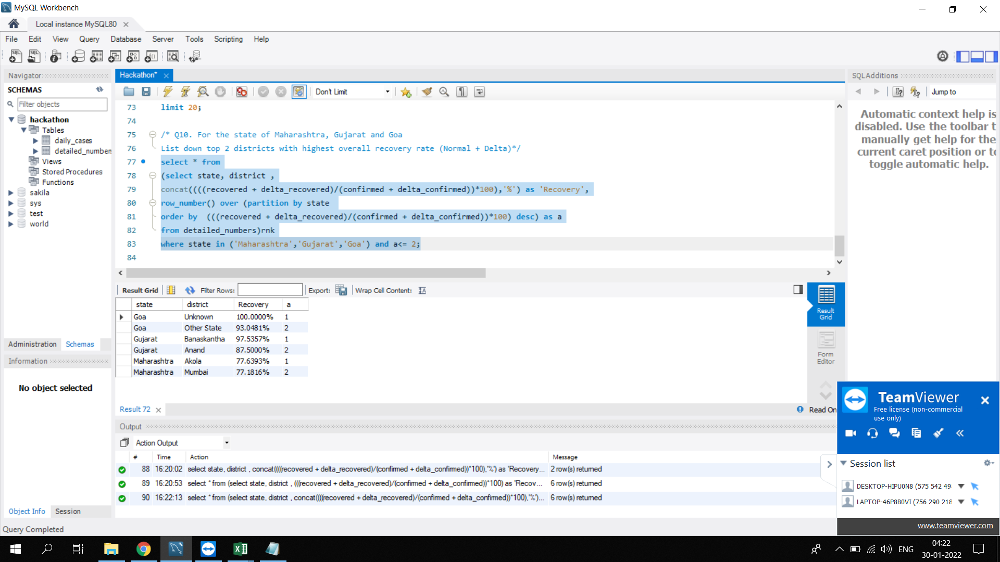 MySQL Workbench
Local instance MySQL80
File Edit View Query Database Server Tools Scripting Help
Navigator
SCHEMAS
Filter objects
hackathon
Tables
daily_cases
detailed_number
Views
Stored Procedures
Functions
sakila
sys
test
world
Administration Schemas
Information
No object selected
Object Info Session
Query Completed
Hackathon*
Don't Limit
73 limit 20;
74
75 /* Q10. For the state of Maharashtra, Gujarat and Goa
76 List down top 2 districts with highest overall recovery rate (Normal + Delta)*/
77 select * from
78 (select state, district ,
79 concat((((recovered + delta_recovered)/(confirmed + delta_confirmed))*100),'%') as 'Recovery',
80 row_number() over (partition by state
81 order by (((recovered + delta_recovered)/(confirmed + delta_confirmed))*100) desc) as a
82 from detailed_numbers)rnk
83 where state in ('Maharashtra','Gujarat','Goa') and a<= 2;
84
Result Grid Filter Rows: Export: Wrap Cell Content:
state district Recovery a
Goa Unknown 100.0000% 1
Goa Other State 93.0481% 2
Gujarat Banaskantha 97.5357% 1
Gujarat Anand 87.5000% 2
Maharashtra Akola 77.6393% 1
Maharashtra Mumbai 77.1816% 2
Result
Grid
Form
Editor
Result 72
Read On
Output
Action Output
# Time Action Message
88 16:20:02 select state, district , concat((((recovered + delta_recovered)/(confirmed + delta_confirmed))*100),'%') as 'Recovery... 2 row(s) returned
89 16:20:53 select * from (select state, district , (((recovered + delta_recovered)/(confirmed + delta_confirmed))*100) as 'Recov... 6 row(s) returned
90 16:22:13 select * from (select state, district , concat((((recovered + delta_recovered)/(confirmed + delta_confirmed))*100),'%')... 6 row(s) returned
SQLAdditions
Jump to
Automatic context help is
disabled. Use the toolbar t
manually get help for the
current caret position or to
toggle automatic help.
TeamViewer
Free license (non-commercial
use only)
Session list
DESKTOP-HIPU0N8 (575 542 49
LAPTOP-46P8B0VI (756 290 218
www.teamviewer.com
ENG
04:22
30-01-2022